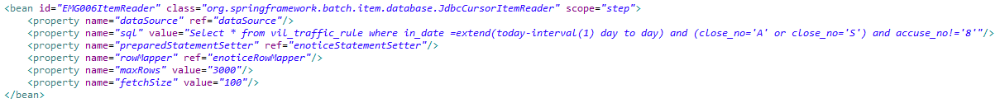 <bean id="EMG006ItemReader" class="org.springframework.batch.item.database.JdbcCursorItemReader" scope="step">
<property name="dataSource" ref="dataSource"/>
<property name="sql" value="Select * from vil_traffic_rule where in_date =extend(today-interval(1) day to day) and (close_no='A' or close_no='S') and accuse_no!='8'"/>
<property name="preparedStatementSetter" ref="enoticeStatementSetter"/>
<property name="rowMapper" ref="enoticeRowMapper"/>
<property name="maxRows" value="3000"/>
<property name="fetchSize" value="100"/>
</bean>